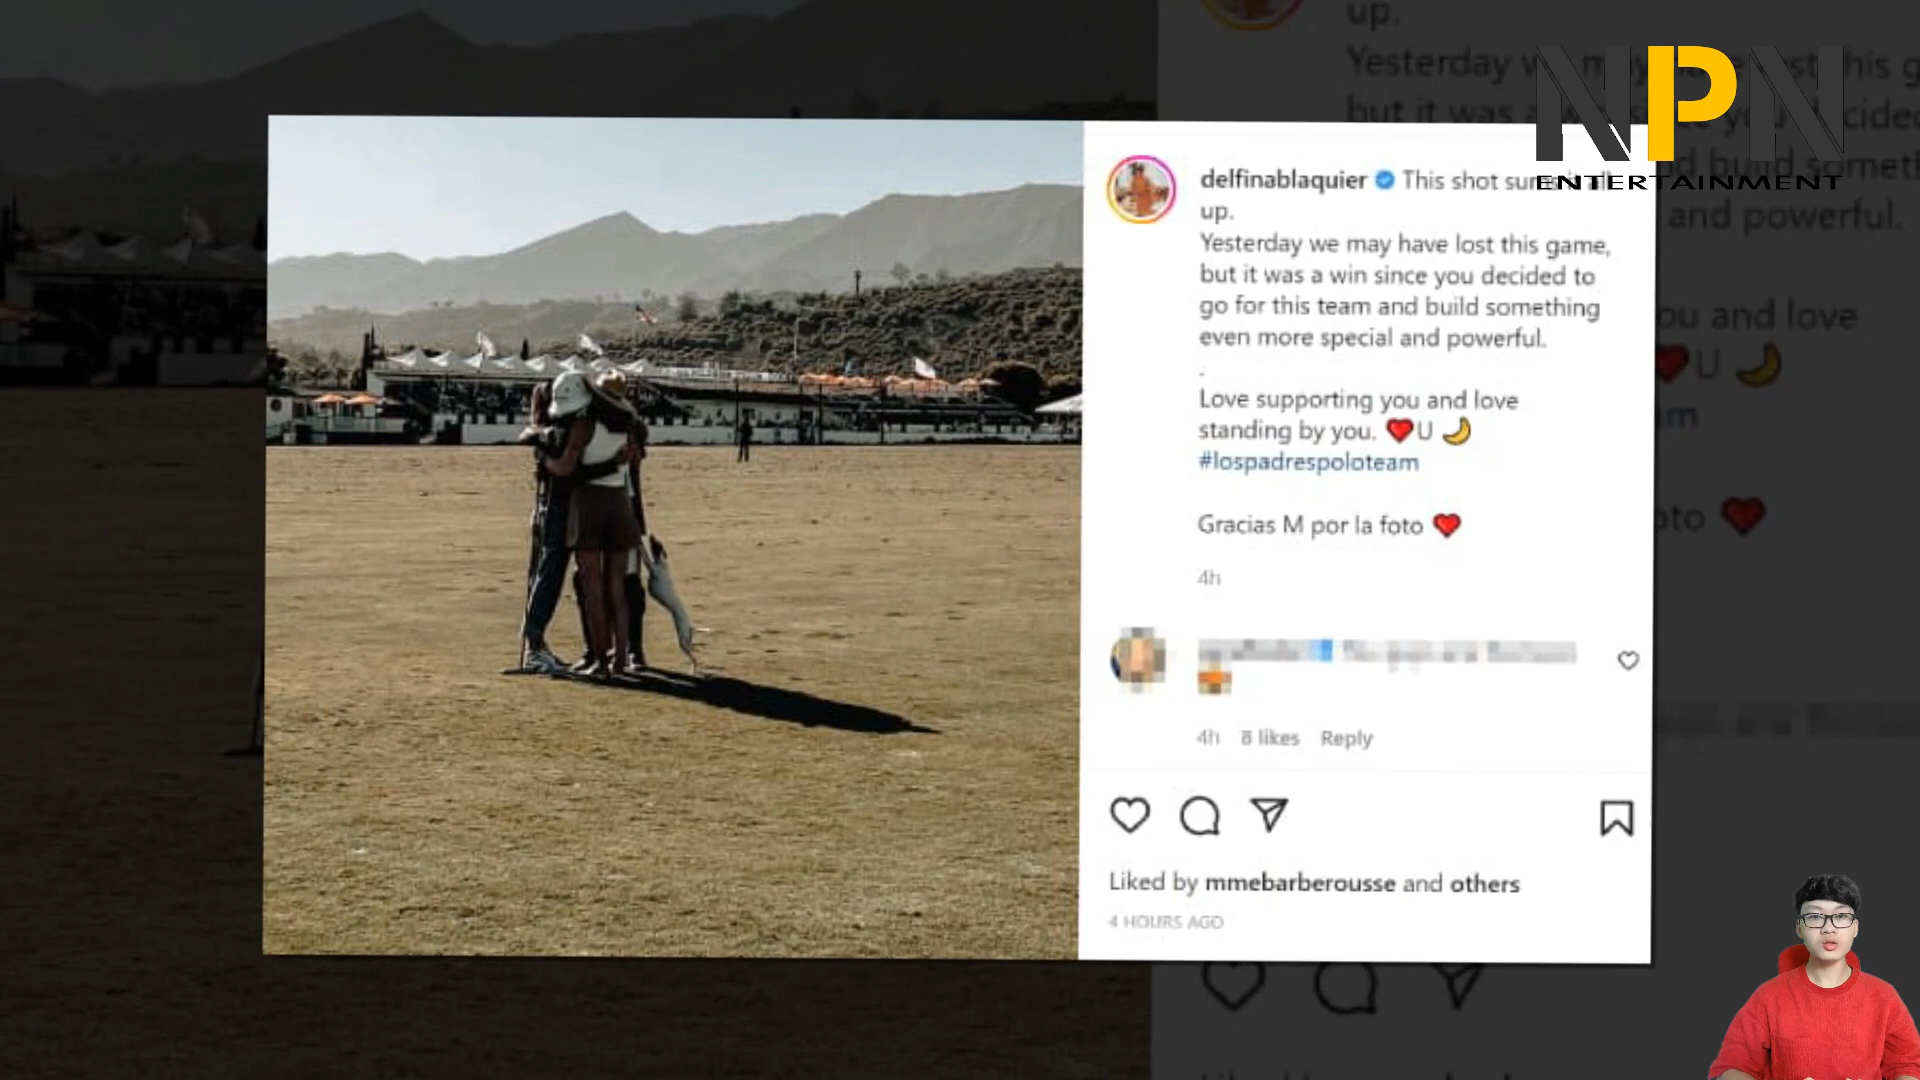 NPN
ENTERTAINMENT
delfinablaquier This shot sums it all
up.
Yesterday we may have lost this game,
but it was a win since you decided to
go for this team and build something
even more special and powerful.
.
Love supporting you and love
standing by you. ❤️U 🌙
#lospadrespoloteam
Gracias M por la foto ❤️
4h
4h 8 likes Reply
Liked by mmebarberousse and others
4 HOURS AGO